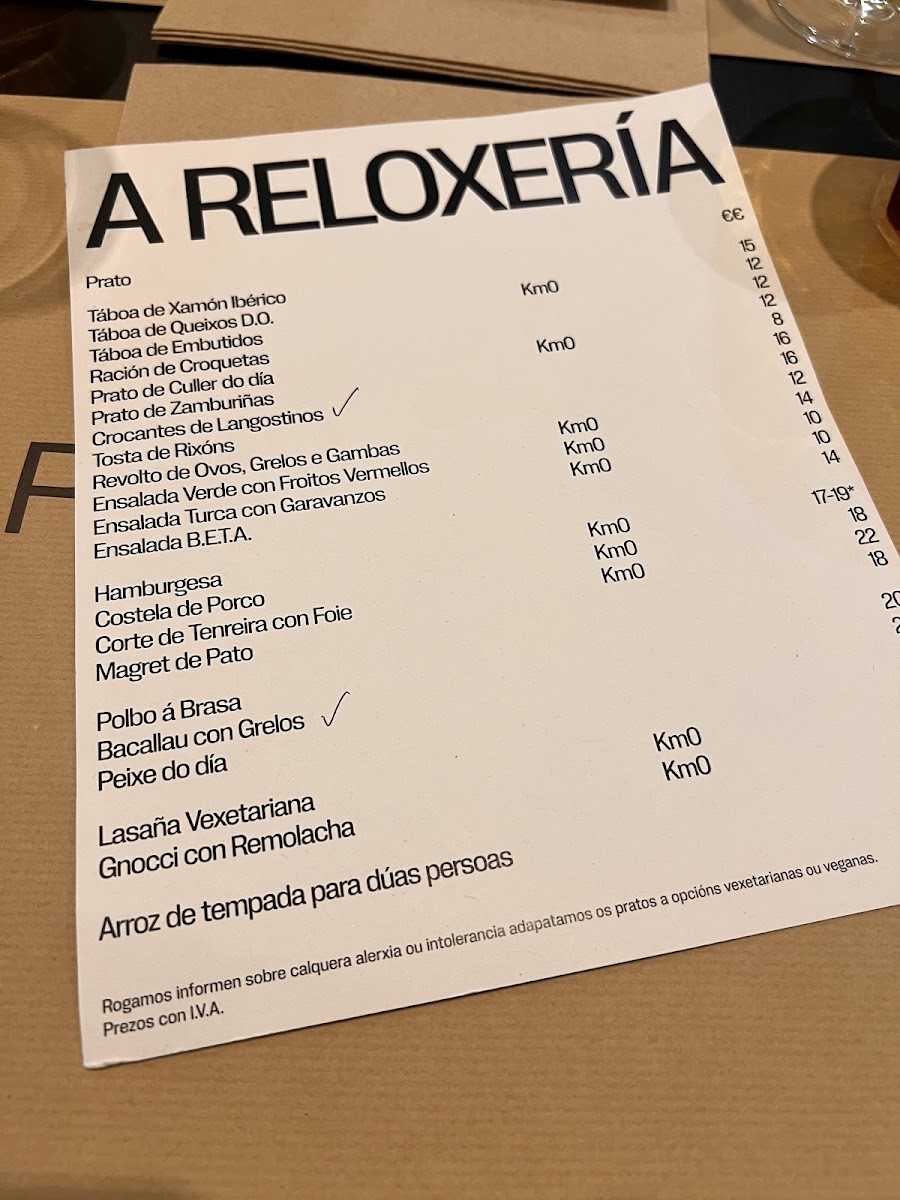 A RELOXERÍA
Prato €€
Táboa de Xamón Ibérico 15
Táboa de Queixos D.O. Km0 12
Táboa de Embutidos 12
Ración de Croquetas 12
Prato de Culler do día Km0 8
Prato de Zamburiñas 16
Crocantes de Langostinos ✓ 16
Tosta de Rixóns 12
Revolto de Ovos, Grelos e Gambas Km0 14
Ensalada Verde con Froitos Vermellos Km0 10
Ensalada Turca con Garavanzos Km0 10
Ensalada B.E.T.A. 14
Hamburgesa Km0 17-19*
Costela de Porco Km0 18
Corte de Tenreira con Foie Km0 22
Magret de Pato 18
Polbo á Brasa
Bacallau con Grelos ✓
Peixe do día
Lasaña Vexetariana Km0
Gnocci con Remolacha Km0
Arroz de tempada para dúas persoas
Rogamos informen sobre calquera alerxia ou intolerancia adapatamos os pratos a opcións vexetarianas ou veganas.
Prezos con I.V.A.